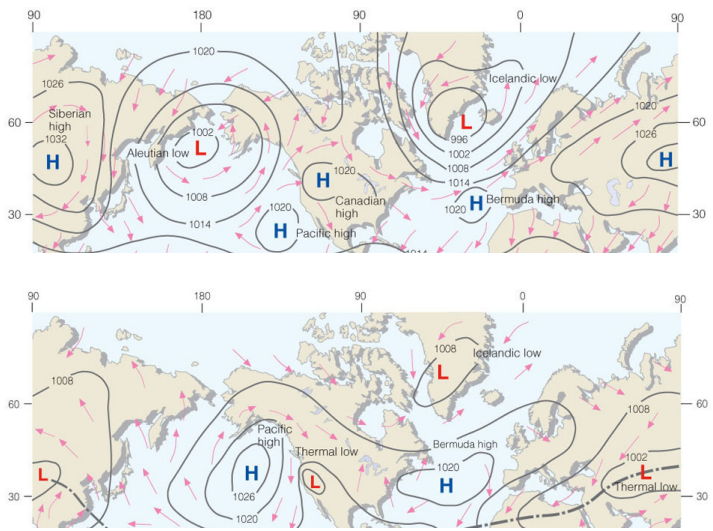 90 180 90 0 90
1020
1026
Icelandic low
1020
Siberian
high
60 1002 L 60
996 1026
1032 Aleutian low L 1002 H
H 1020 1008
H 1014
1008 Canadian
high
1020 1020 H Bermuda high
30 1014 H Pacific high 30
1014
90 180 90 0 90
1008 Icelandic low
L
1008
60 1008 60
Pacific
high Bermuda high
Thermal low 1002
L H L 1020 H L
1026 Thermal low
30 30
1020